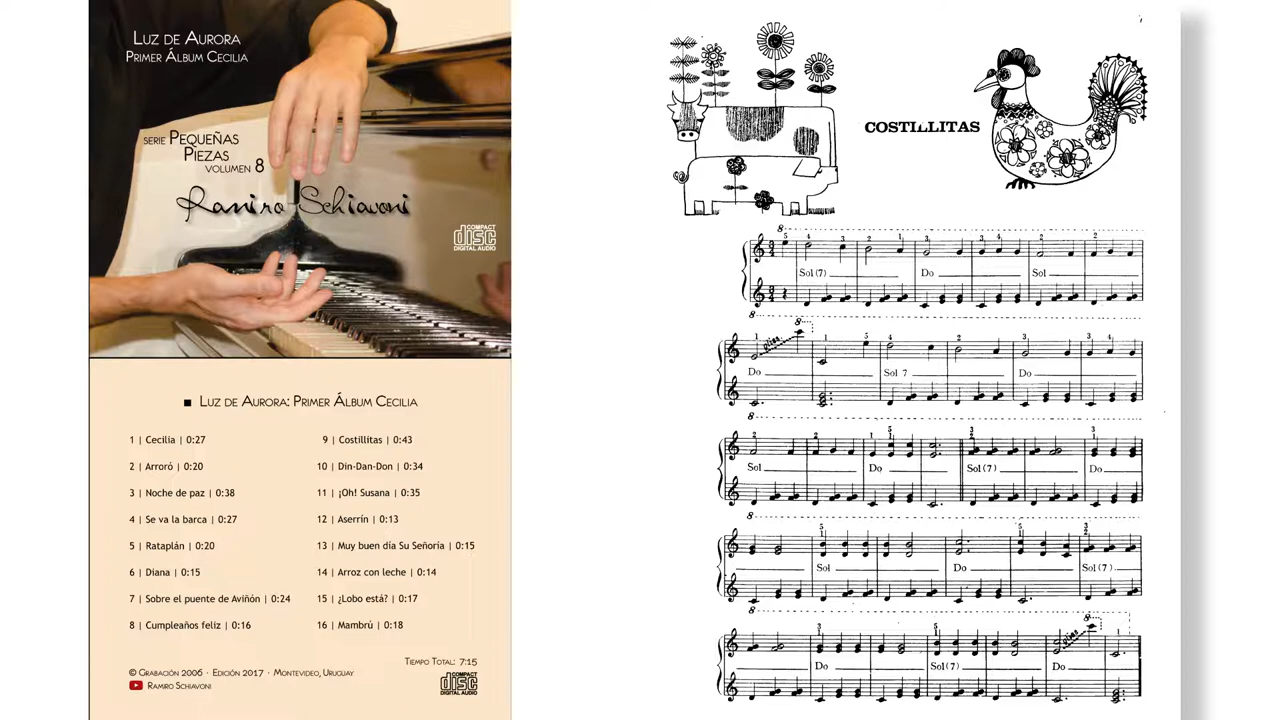 LUZ DE AURORA
PRIMER ÁLBUM CECILIA
SERIE PEQUEÑAS
PIEZAS
VOLUMEN 8
Ramiro Schiavoni
COMPACT
disc
DIGITAL AUDIO
■ LUZ DE AURORA: PRIMER ÁLBUM CECILIA
1 | Cecilia | 0:27
2 | Arroró | 0:20
3 | Noche de paz | 0:38
4 | Se va la barca | 0:27
5 | Rataplán | 0:20
6 | Diana | 0:15
7 | Sobre el puente de Aviñón | 0:24
8 | Cumpleaños feliz | 0:16
9 | Costillitas | 0:43
10 | Din-Dan-Don | 0:34
11 | ¡Oh! Susana | 0:35
12 | Aserrín | 0:13
13 | Muy buen día Su Señoría | 0:15
14 | Arroz con leche | 0:14
15 | ¿Lobo está? | 0:17
16 | Mambrú | 0:18
TIEMPO TOTAL: 7:15
© GRABACIÓN 2006 · EDICIÓN 2017 · MONTEVIDEO, URUGUAY
RAMIRO SCHIAVONI
COMPACT
disc
DIGITAL AUDIO
COSTILLITAS
Sol(7) Do Sol
Do Sol 7 Do
Sol Do Sol(7) Do
Sol Do Sol(7)
Do Sol(7) Do